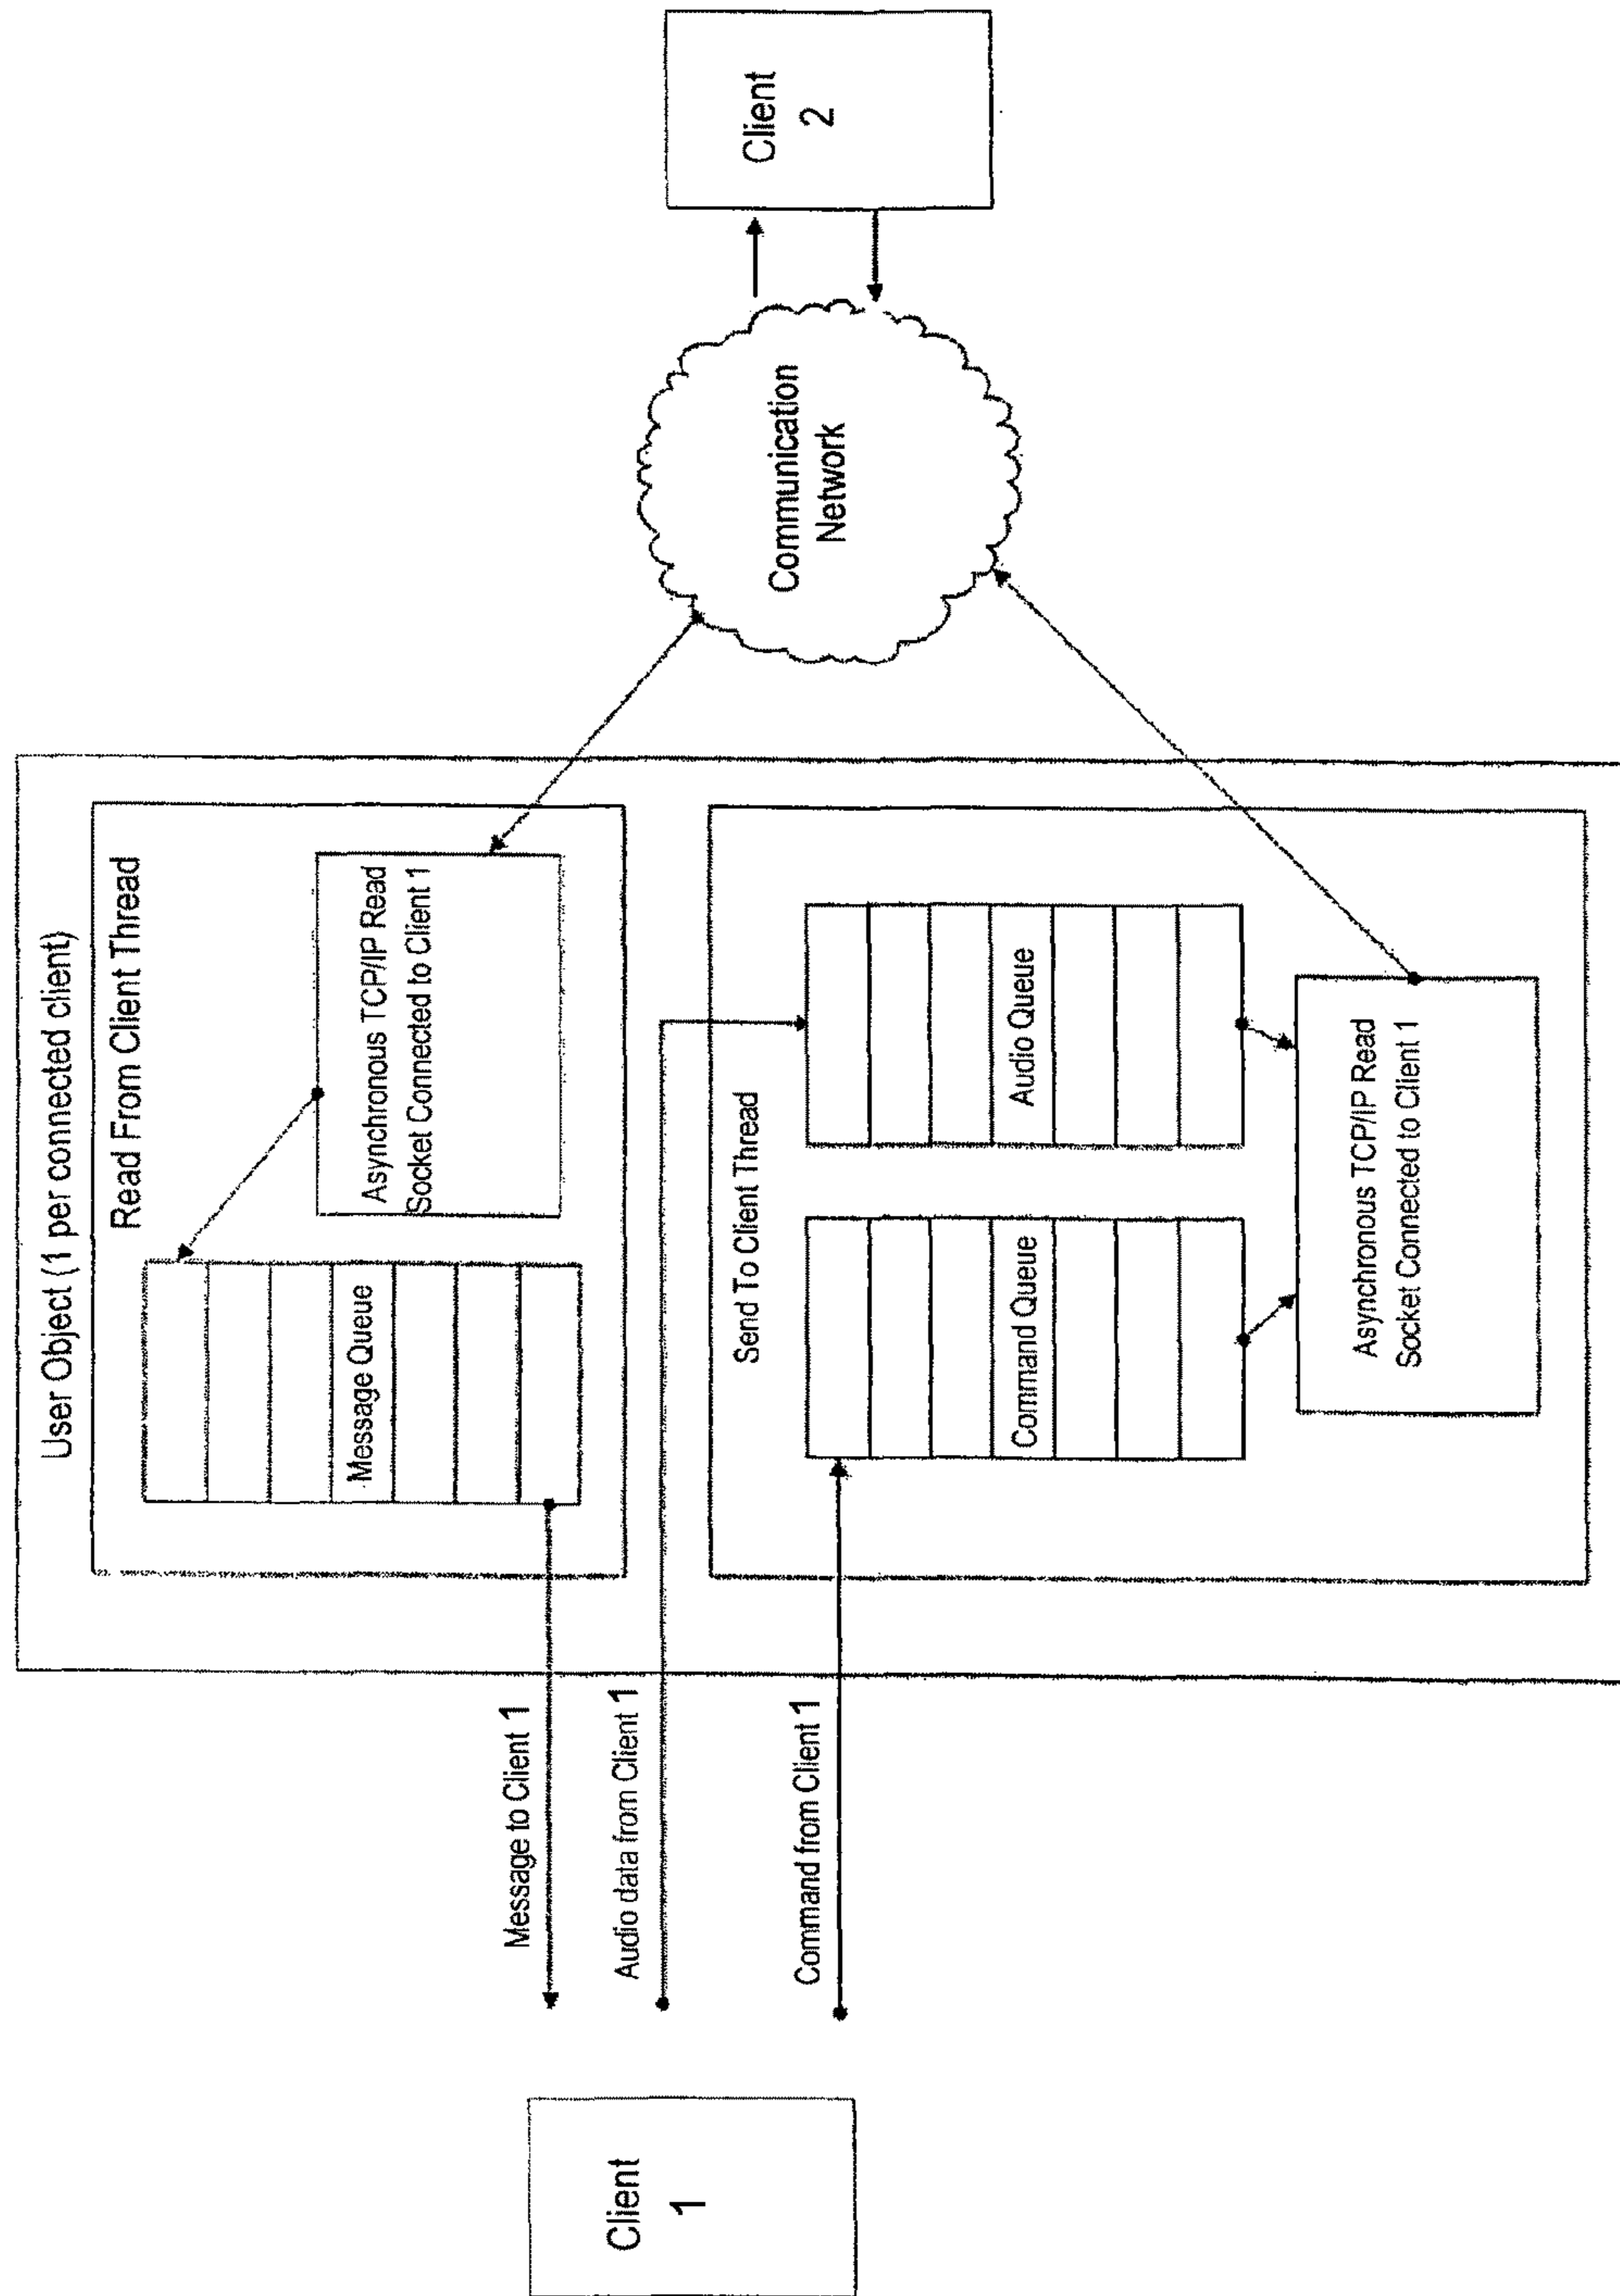 User Object (1 per connected client)
Read From Client Thread
Message Queue
Asynchronous TCP/IP Read
Socket Connected to Client 1
Message to Client 1
Audio data from Client 1
Command from Client 1
Send To Client Thread
Command Queue
Audio Queue
Asynchronous TCP/IP Read
Socket Connected to Client 1
Client
1
Communication
Network
Client
2